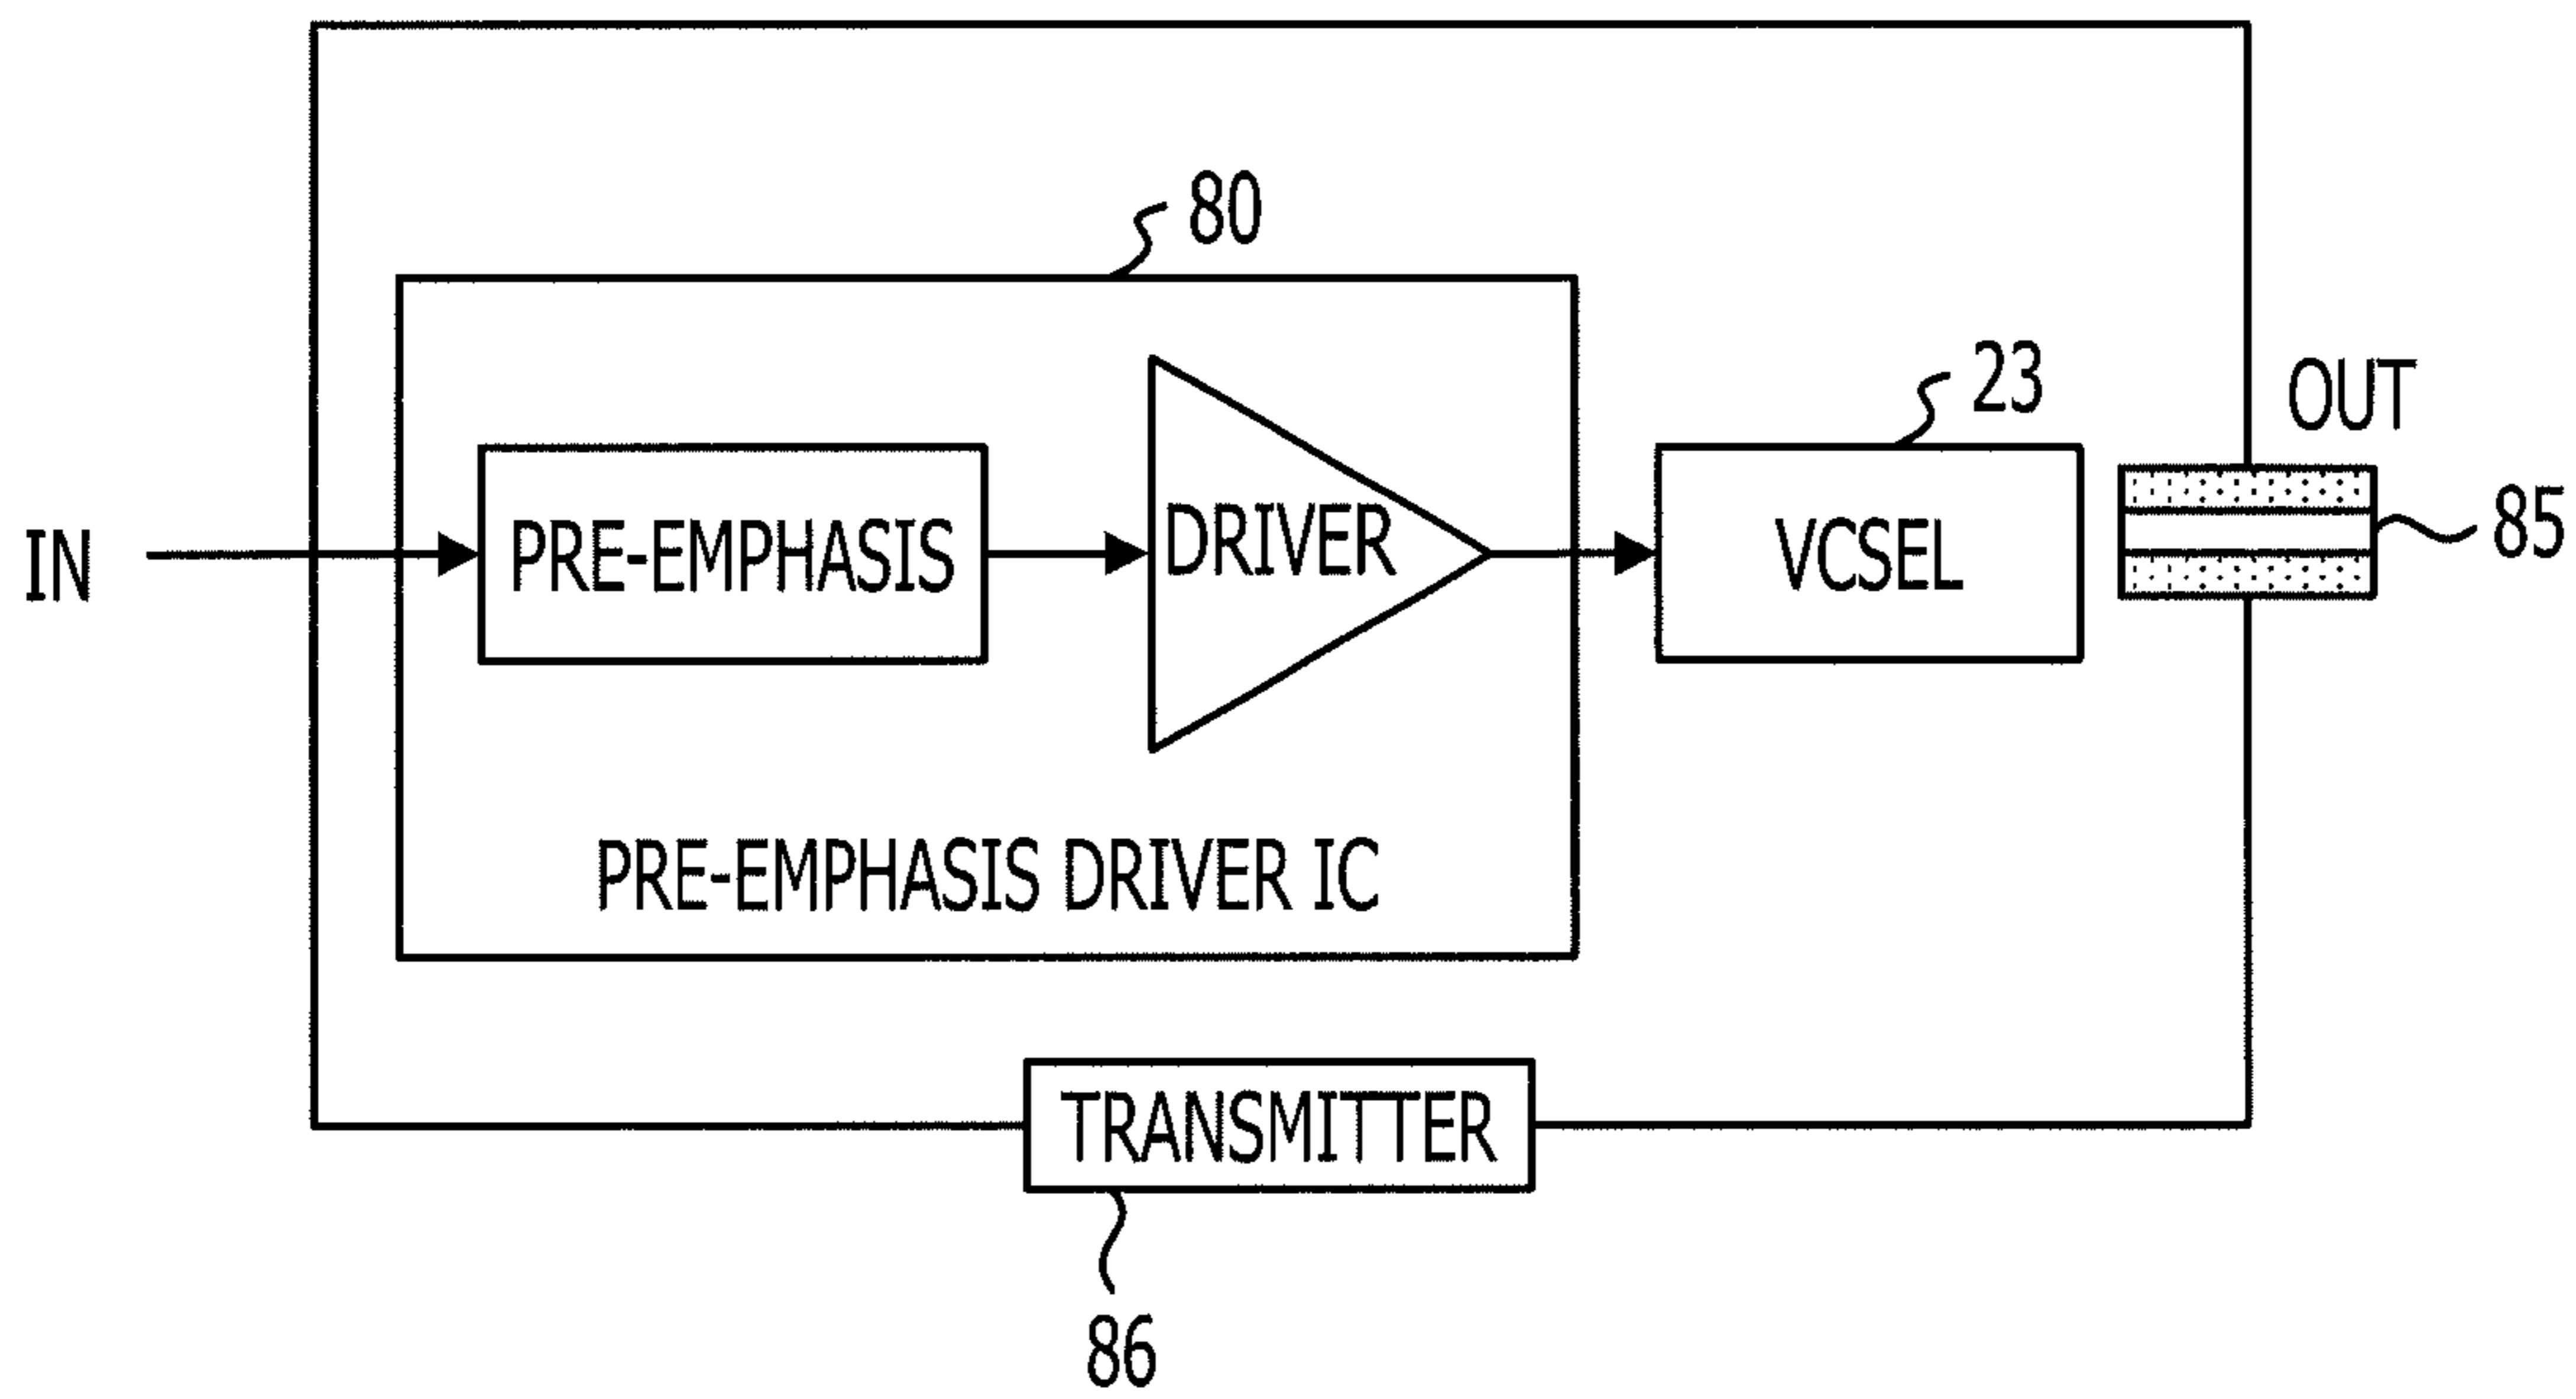 80
23
OUT
IN
PRE-EMPHASIS
DRIVER
VCSEL
85
PRE-EMPHASIS DRIVER IC
TRANSMITTER
86